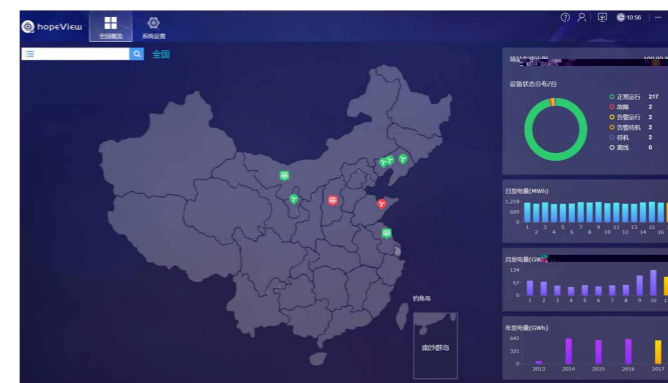 hopeView
全国概览
系统设置
10:56
全国
设备状态分布/台
正常运行 217
故障 2
告警运行 2
告警待机 2
待机 2
离线 0
日发电量(MWh)
1,218
609
0
1 2 3 4 5 6 7 8 9 10 11 12 13 14 15 16
月发电量(GW
134
67
0
1 2 3 4 5 6 7 8 9 10
年发电量(GWh)
642
321
0
2013 2014 2015 2016 2017
钓鱼岛
南沙群岛